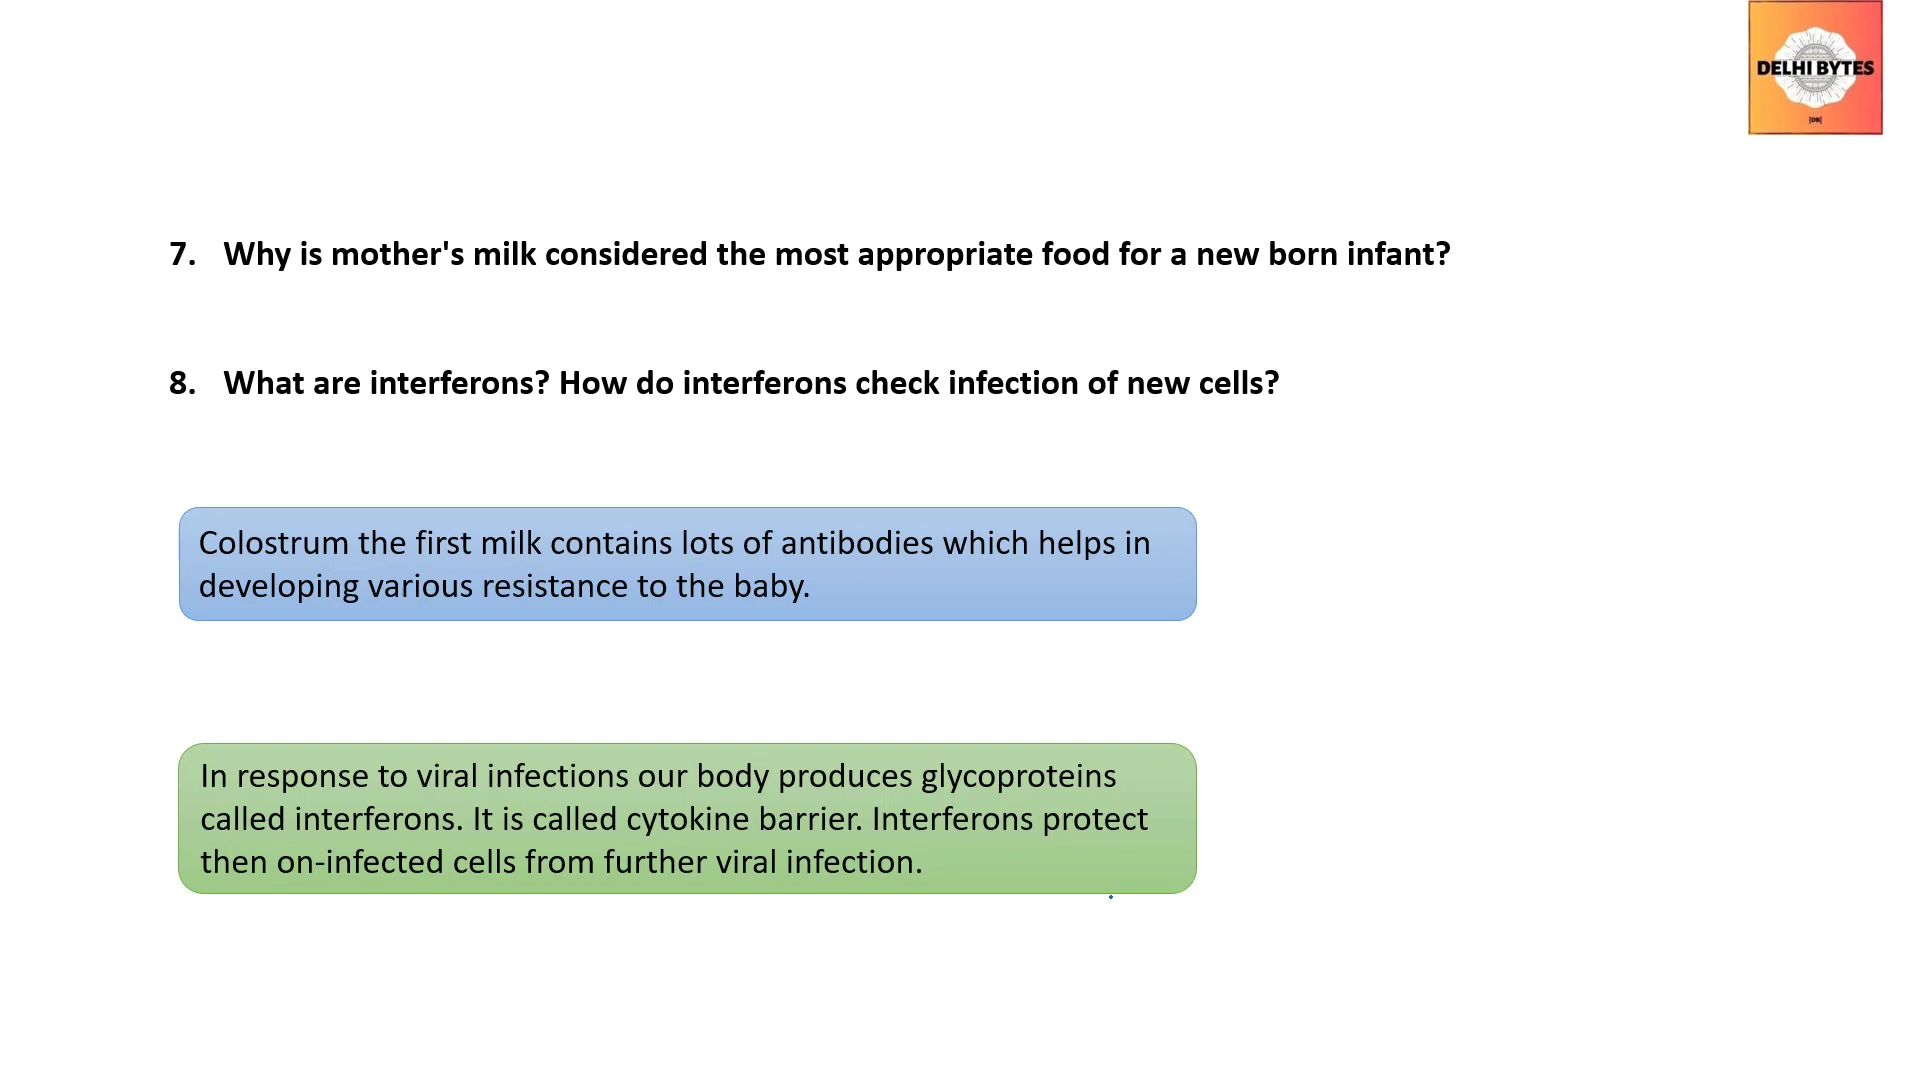 DELHI BYTES
|DB|
7. Why is mother's milk considered the most appropriate food for a new born infant?
8. What are interferons? How do interferons check infection of new cells?
Colostrum the first milk contains lots of antibodies which helps in
developing various resistance to the baby.
In response to viral infections our body produces glycoproteins
called interferons. It is called cytokine barrier. Interferons protect
then on-infected cells from further viral infection.